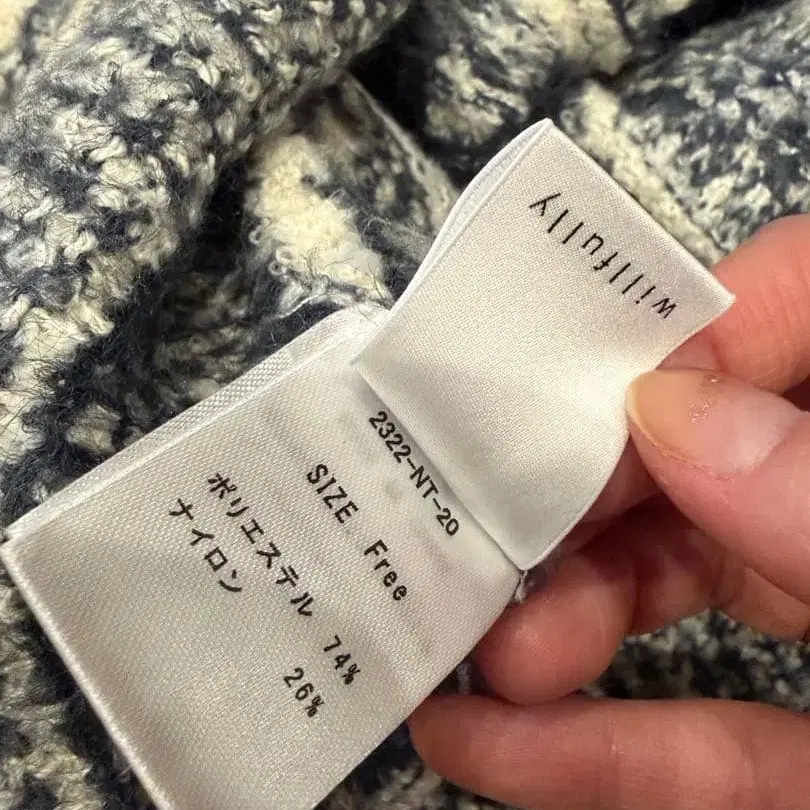 willfully
2322-NT-20
SIZE Free
ポリエステル 74%
ナイロン 26%